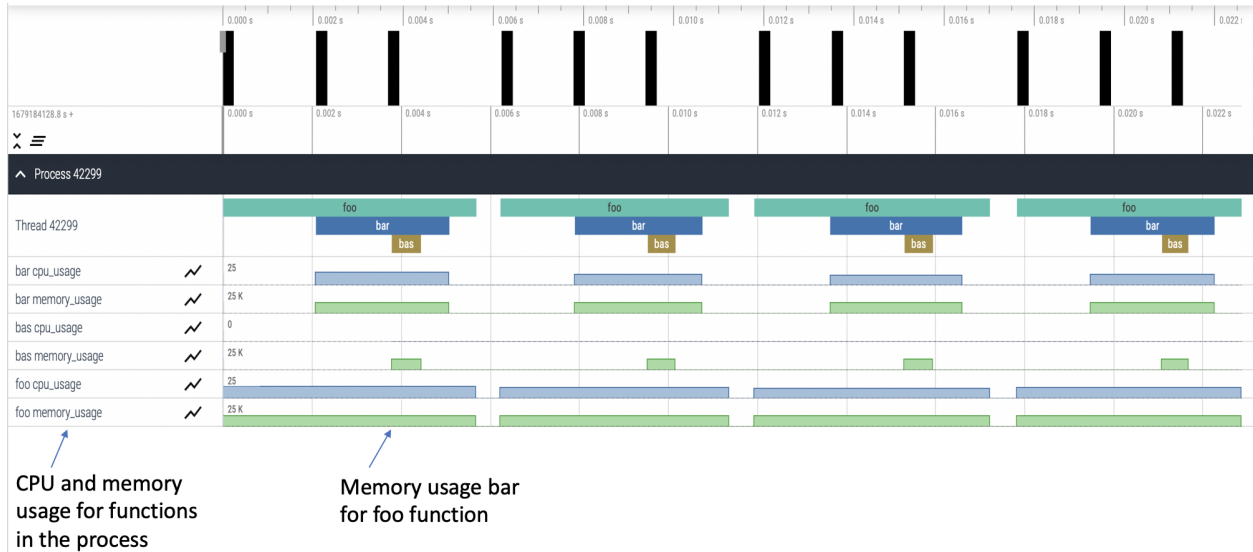 0.000 s 0.002 s 0.004 s 0.006 s 0.008 s 0.010 s 0.012 s 0.014 s 0.016 s 0.018 s 0.020 s 0.022
1679184128.8 s + 0.000 s 0.002 s 0.004 s 0.006 s 0.008 s 0.010 s 0.012 s 0.014 s 0.016 s 0.018 s 0.020 s 0.022 s
Process 42299
foo foo foo foo
Thread 42299 bar bar bar bar
bas bas bas bas
bar cpu_usage 25
bar memory_usage 25 K
bas cpu_usage 0
bas memory_usage 25 K
foo cpu_usage 25
foo memory_usage 25 K
CPU and memory
usage for functions
in the process
Memory usage bar
for foo function